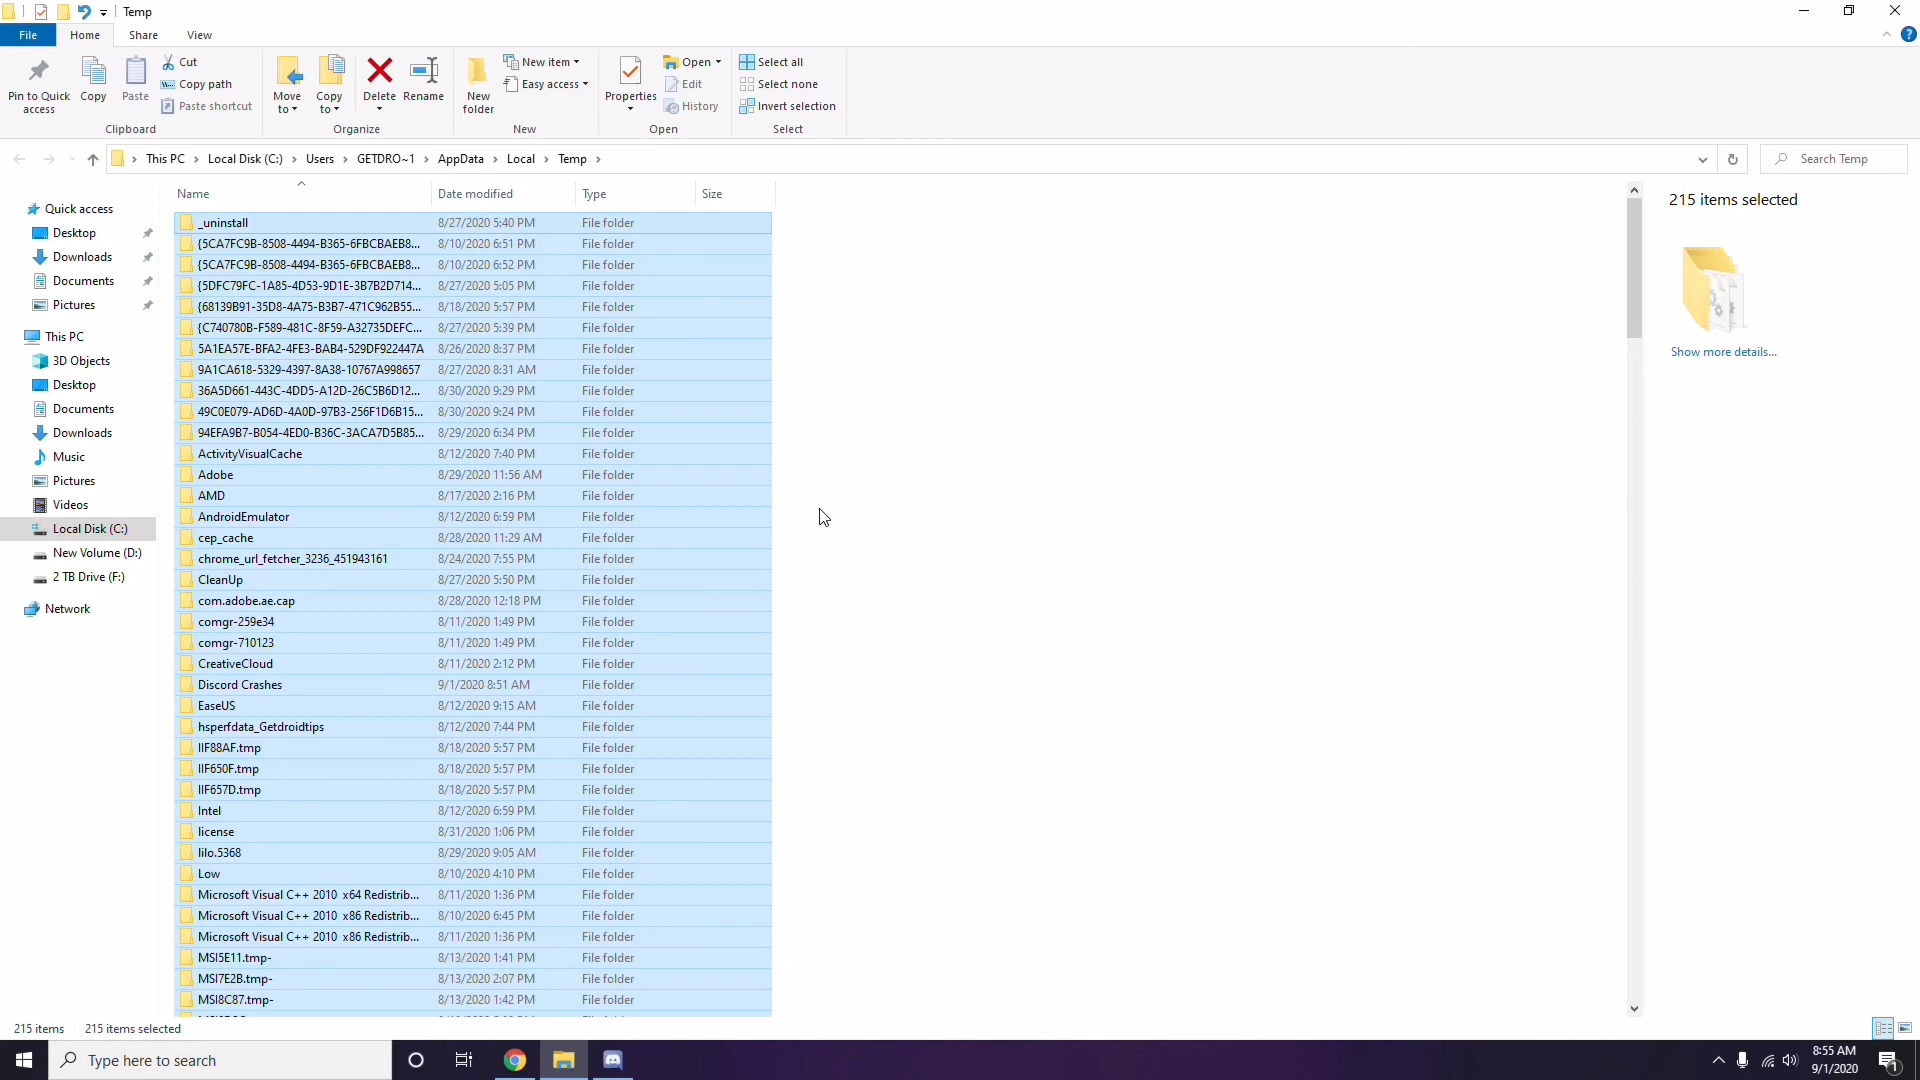 Temp
File Home Share View
Pin to Quick access
Copy
Paste
Cut
Copy path
Paste shortcut
Clipboard
Move to
Copy to
Delete
Rename
Organize
New folder
New item
Easy access
New
Properties
Open
Edit
History
Open
Select all
Select none
Invert selection
Select
This PC > Local Disk (C:) > Users > GETDRO~1 > AppData > Local > Temp >
Search Temp
Quick access
Desktop
Downloads
Documents
Pictures
This PC
3D Objects
Desktop
Documents
Downloads
Music
Pictures
Videos
Local Disk (C:)
New Volume (D:)
2 TB Drive (F:)
Network
Name Date modified Type Size
_uninstall 8/27/2020 5:40 PM File folder
{5CA7FC9B-8508-4494-B365-6FBCBAEB8... 8/10/2020 6:51 PM File folder
{5CA7FC9B-8508-4494-B365-6FBCBAEB8... 8/10/2020 6:52 PM File folder
{5DFC79FC-1A85-4D53-9D1E-3B7B2D714... 8/27/2020 5:05 PM File folder
{68139B91-35D8-4A75-B3B7-471C962B55... 8/18/2020 5:57 PM File folder
{C740780B-F589-481C-8F59-A32735DEFC... 8/27/2020 5:39 PM File folder
5A1EA57E-BFA2-4FE3-BAB4-529DF922447A 8/26/2020 8:37 PM File folder
9A1CA618-5329-4397-8A38-10767A998657 8/27/2020 8:31 AM File folder
36A5D661-443C-4DD5-A12D-26C5B6D12... 8/30/2020 9:29 PM File folder
49C0E079-AD6D-4A0D-97B3-256F1D6B15... 8/30/2020 9:24 PM File folder
94EFA9B7-B054-4ED0-B36C-3ACA7D5B85... 8/29/2020 6:34 PM File folder
ActivityVisualCache 8/12/2020 7:40 PM File folder
Adobe 8/29/2020 11:56 AM File folder
AMD 8/17/2020 2:16 PM File folder
AndroidEmulator 8/12/2020 6:59 PM File folder
cep_cache 8/28/2020 11:29 AM File folder
chrome_url_fetcher_3236_451943161 8/24/2020 7:55 PM File folder
CleanUp 8/27/2020 5:50 PM File folder
com.adobe.ae.cap 8/28/2020 12:18 PM File folder
comgr-259e34 8/11/2020 1:49 PM File folder
comgr-710123 8/11/2020 1:49 PM File folder
CreativeCloud 8/11/2020 2:12 PM File folder
Discord Crashes 9/1/2020 8:51 AM File folder
EaseUS 8/12/2020 9:15 AM File folder
hsperfdata_Getdroidtips 8/12/2020 7:44 PM File folder
IIF88AF.tmp 8/18/2020 5:57 PM File folder
IIF650F.tmp 8/18/2020 5:57 PM File folder
IIF657D.tmp 8/18/2020 5:57 PM File folder
Intel 8/12/2020 6:59 PM File folder
license 8/31/2020 1:06 PM File folder
lilo.5368 8/29/2020 9:05 AM File folder
Low 8/10/2020 4:10 PM File folder
Microsoft Visual C++ 2010 x64 Redistrib... 8/11/2020 1:36 PM File folder
Microsoft Visual C++ 2010 x86 Redistrib... 8/10/2020 6:45 PM File folder
Microsoft Visual C++ 2010 x86 Redistrib... 8/11/2020 1:36 PM File folder
MSI5E11.tmp- 8/13/2020 1:41 PM File folder
MSI7E2B.tmp- 8/13/2020 2:07 PM File folder
MSI8C87.tmp- 8/13/2020 1:42 PM File folder
215 items selected
Show more details...
215 items 215 items selected
Type here to search
8:55 AM
9/1/2020
1